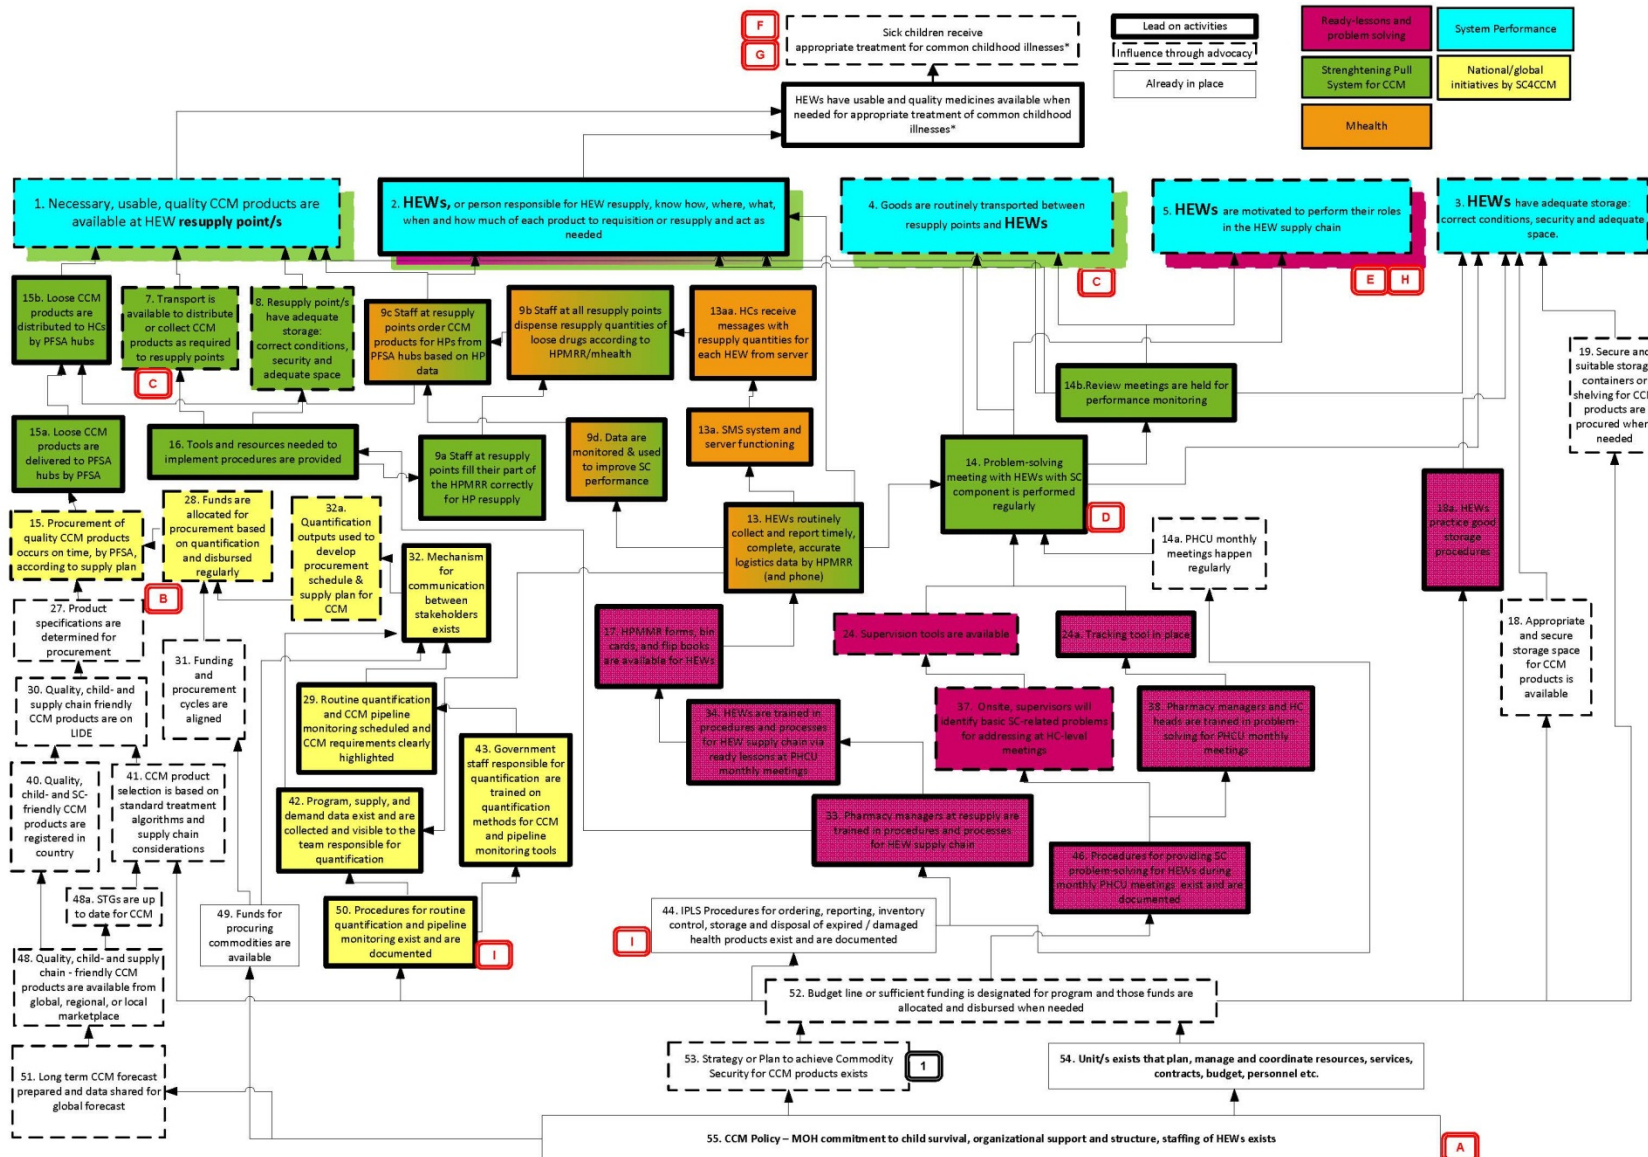 F
G
Sick children receive
appropriate treatment for common childhood illnesses*
Lead on activities
Influence through advocacy
Already in place
Ready-lessons and
problem solving
System Performance
Strenghtening Pull
System for CCM
National/global
initiatives by SC4CCM
Mhealth
HEWs have usable and quality medicines available when
needed for appropriate treatment of common childhood
illnesses*
1. Necessary, usable, quality CCM products are
available at HEW resupply point/s
2. HEWs, or person responsible for HEW resupply, know how, where, what,
when and how much of each product to requisition or resupply and act as
needed
4. Goods are routinely transported between
resupply points and HEWs
C
5. HEWs are motivated to perform their roles
in the HEW supply chain
E
H
3. HEWs have adequate storage:
correct conditions, security and adequate
space.
15b. Loose CCM
products are
distributed to HCs
by PFSA hubs
7. Transport is
available to distribute
or collect CCM
products as required
to resupply points
C
8. Resupply point/s
have adequate
storage:
correct conditions,
security and
adequate space
9c Staff at resupply
points order CCM
products for HPs from
PFSA hubs based on HP
data
9b Staff at all resupply points
dispense resupply quantities of
loose drugs according to
HPMRR/mhealth
13aa. HCs receive
messages with
resupply quantities for
each HEW from server
14b.Review meetings are held for
performance monitoring
19. Secure and
suitable storage
containers or
shelving for CCM
products are
procured when
needed
15a. Loose CCM
products are
delivered to PFSA
hubs by PFSA
16. Tools and resources needed to
implement procedures are provided
9a Staff at resupply
points fill their part of
the HPMRR correctly
for HP resupply
9d. Data are
monitored & used
to improve SC
performance
13a. SMS system and
server functioning
14. Problem-solving
meeting with HEWs with SC
component is performed
regularly
D
15. Procurement of
quality CCM products
occurs on time, by PFSA,
according to supply plan
28. Funds are
allocated for
procurement based
on quantification
and disbursed
regularly
B
32a.
Quantification
outputs used to
develop
procurement
schedule &
supply plan for
CCM
32. Mechanism
for
communication
between
stakeholders
exists
13. HEWs routinely
collect and report timely,
complete, accurate
logistics data by HPMRR
(and phone)
14a. PHCU monthly
meetings happen
regularly
18a. HEWs
practice good
storage
procedures
27. Product
specifications are
determined for
procurement
31. Funding
and
procurement
cycles are
aligned
17. HPMMR forms, bin
cards, and flip books
are available for HEWs
24. Supervision tools are available
24a. Tracking tool in place
18. Appropriate
and secure
storage space
for CCM
products is
available
30. Quality, child- and
supply chain friendly
CCM products are on
LIDE
29. Routine quantification
and CCM pipeline
monitoring scheduled and
CCM requirements clearly
highlighted
43. Government
staff responsible for
quantification are
trained on
quantification
methods for CCM
and pipeline
monitoring tools
34. HEWs are trained in
procedures and processes
for HEW supply chain via
ready lessons at PHCU
monthly meetings
37. Onsite, supervisors will
identify basic SC-related problems
for addressing at HC-level
meetings
38. Pharmacy managers and HC
heads are trained in problem-
solving for PHCU monthly
meetings
40. Quality,
child- and SC-
friendly CCM
products are
registered in
country
41. CCM product
selection is based on
standard treatment
algorithms and
supply chain
considerations
42. Program, supply, and
demand data exist and are
collected and visible to the
team responsible for
quantification
33. Pharmacy managers at resupply are
trained in procedures and processes
for HEW supply chain
46. Procedures for providing SC
problem-solving for HEWs during
monthly PHCU meetings exist and are
documented
48a. STGs are up
to date for CCM
49. Funds for
procuring
commodities are
available
50. Procedures for routine
quantification and pipeline
monitoring exist and are
documented
I
I
44. IPLS Procedures for ordering, reporting, inventory
control, storage and disposal of expired / damaged
health products exist and are documented
48. Quality, child- and supply
chain - friendly CCM
products are available from
global, regional, or local
marketplace
52. Budget line or sufficient funding is designated for program and those funds are
allocated and disbursed when needed
51. Long term CCM forecast
prepared and data shared for
global forecast
53. Strategy or Plan to achieve Commodity
Security for CCM products exists
1
54. Unit/s exists that plan, manage and coordinate resources, services,
contracts, budget, personnel etc.
55. CCM Policy – MOH commitment to child survival, organizational support and structure, staffing of HEWs exists
A